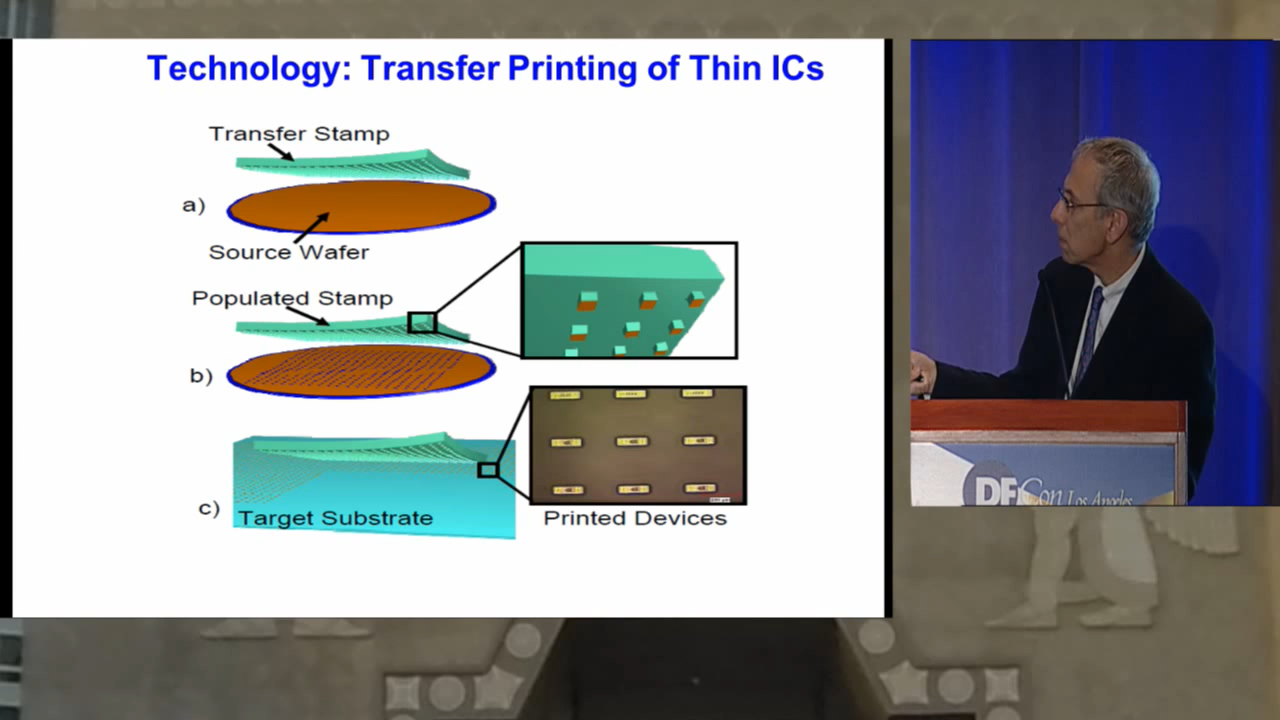 Technology: Transfer Printing of Thin ICs
Transfer Stamp
a)
Source Wafer
Populated Stamp
b)
c)
Target Substrate
Printed Devices
Con Los Angeles